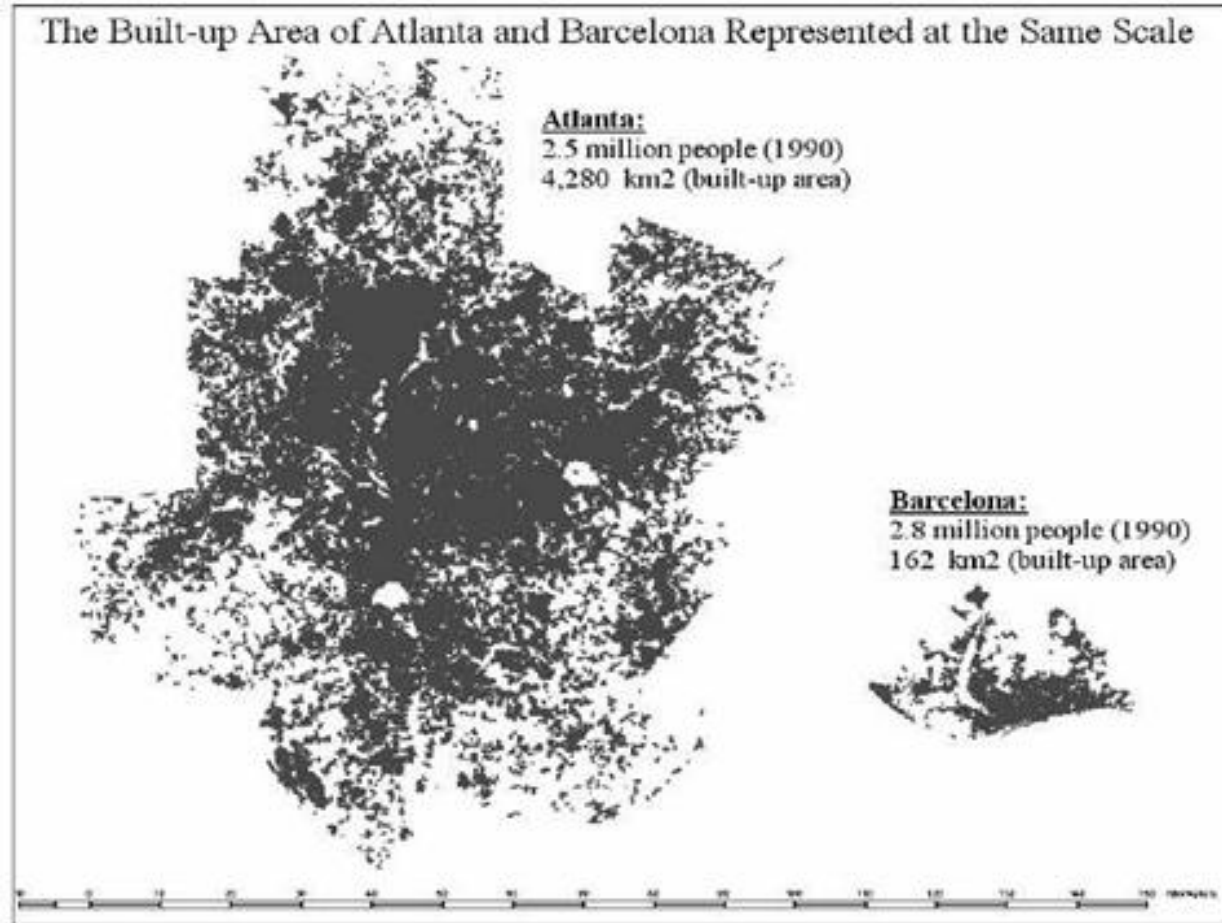 The Built-up Area of Atlanta and Barcelona Represented at the Same Scale
Atlanta:
2.5 million people (1990)
4,280 km2 (built-up area)
Barcelona:
2.8 million people (1990)
162 km2 (built-up area)